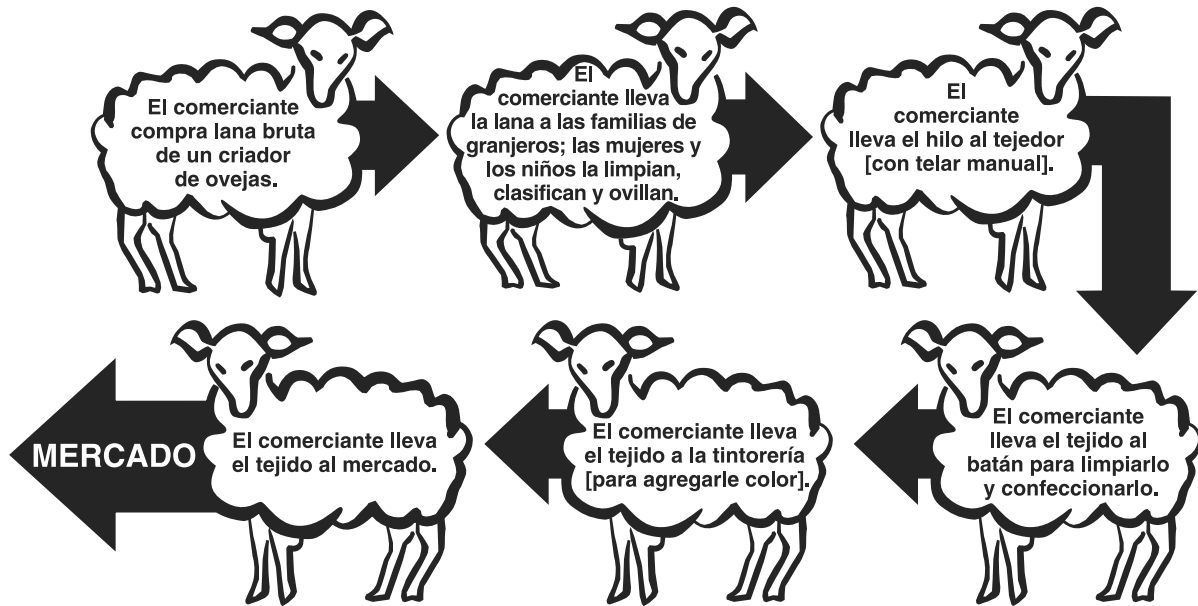 El comerciante
compra lana bruta
de un criador
de ovejas.
El
comerciante lleva
la lana a las familias de
granjeros; las mujeres y
los niños la limpian,
clasifican y ovillan.
El
comerciante
lleva el hilo al tejedor
[con telar manual].
El comerciante
lleva el tejido al
batán para limpiarlo
y confeccionarlo.
El comerciante lleva
el tejido a la tintorería
[para agregarle color].
El comerciante lleva
el tejido al mercado.
MERCADO